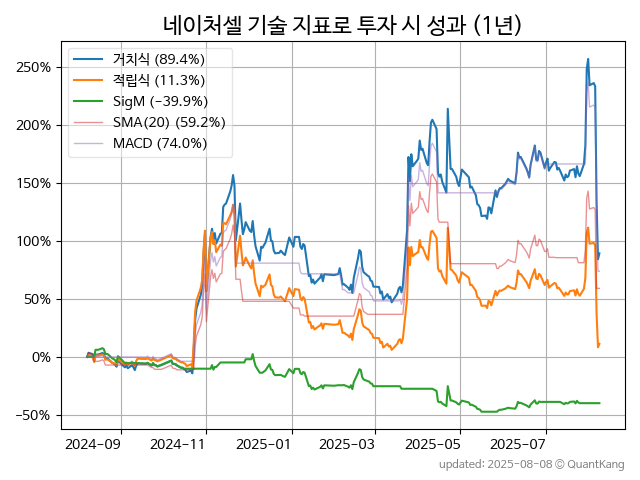 네이처셀 기술 지표로 투자 시 성과 (1년)
거치식 (89.4%)
적립식 (11.3%)
SigM (−39.9%)
SMA(20) (59.2%)
MACD (74.0%)
250%
200%
150%
100%
50%
0%
−50%
2024-09 2024-11 2025-01 2025-03 2025-05 2025-07
updated: 2025-08-08 © QuantKang